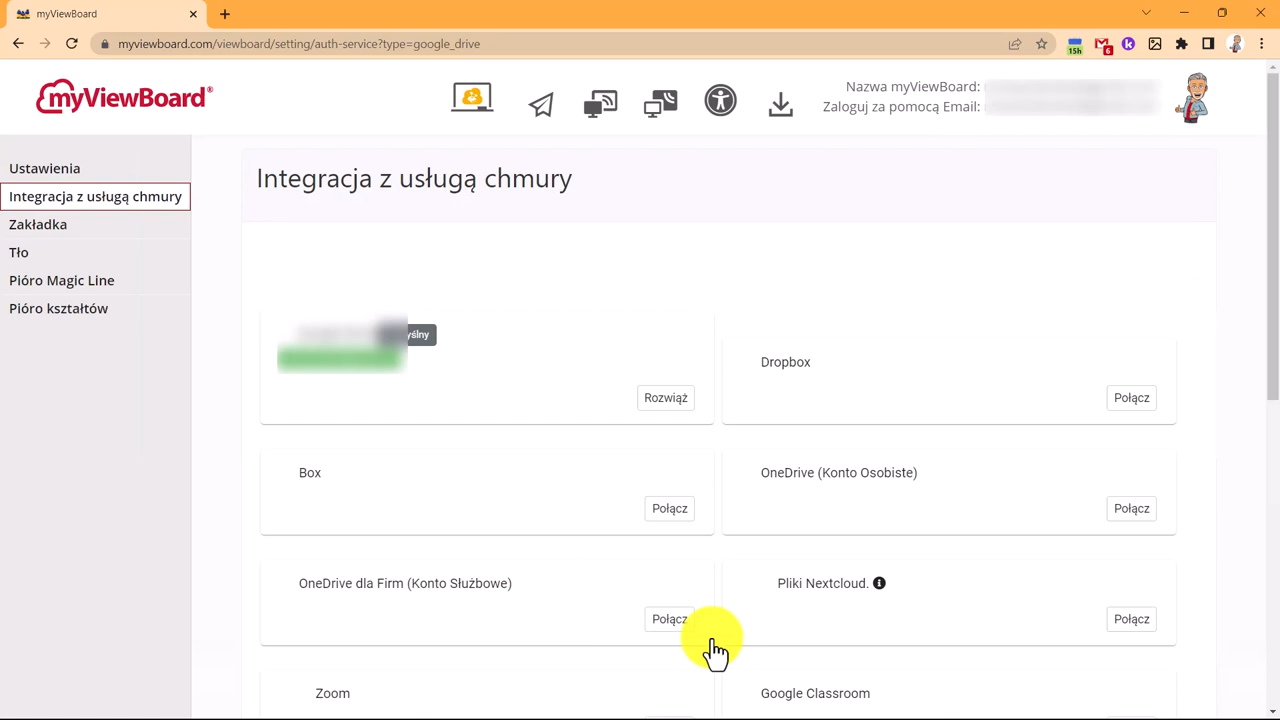 myViewBoard
myviewboard.com/viewboard/setting/auth-service?type=google_drive
15h
6
myViewBoard®
Nazwa myViewBoard:
Zaloguj za pomocą Email:
Ustawienia
Integracja z usługą chmury
Zakładka
Tło
Pióro Magic Line
Pióro kształtów
Integracja z usługą chmury
Rozwiąż
Dropbox
Połącz
Box
Połącz
OneDrive (Konto Osobiste)
Połącz
OneDrive dla Firm (Konto Służbowe)
Połącz
Pliki Nextcloud.
Połącz
Zoom
Google Classroom